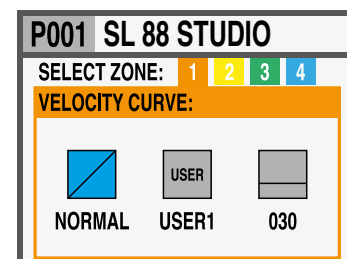 P001 SL 88 STUDIO
SELECT ZONE: 1 2 3 4
VELOCITY CURVE:
USER
NORMAL USER1 030